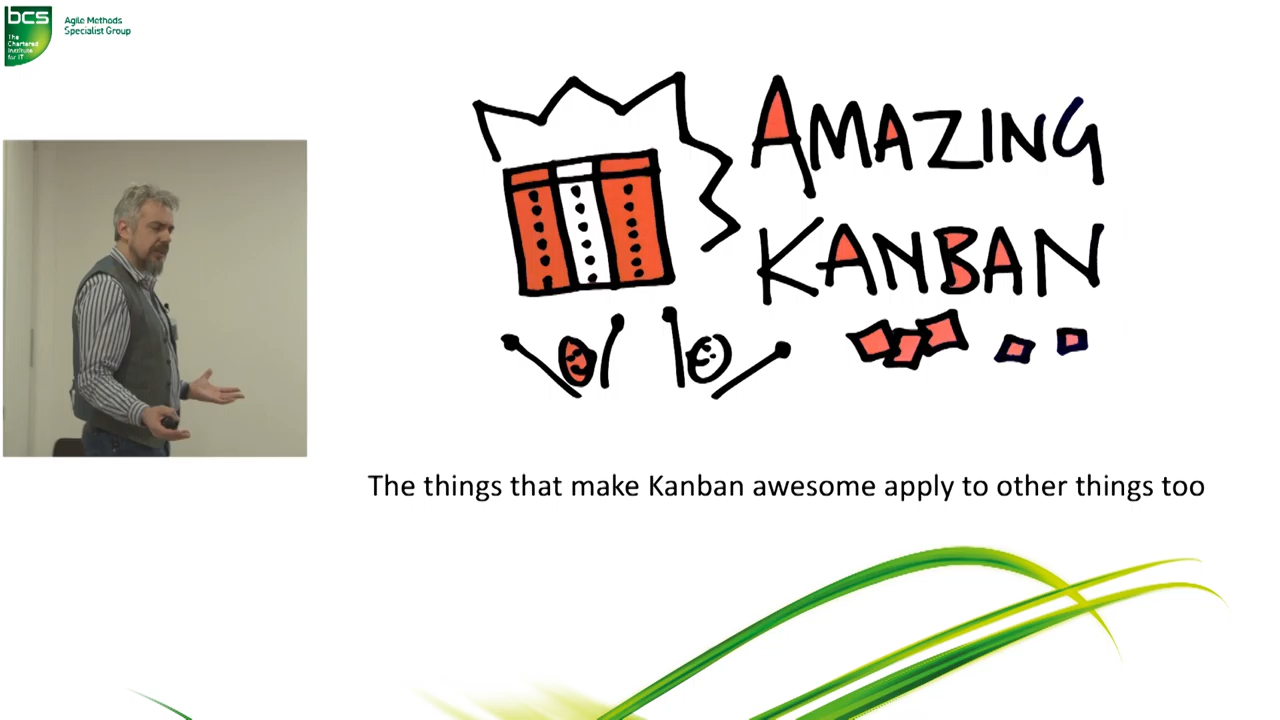 bcs
The
Chartered
Institute
for IT
Agile Methods
Specialist Group
AMAZING
KANBAN
The things that make Kanban awesome apply to other things too